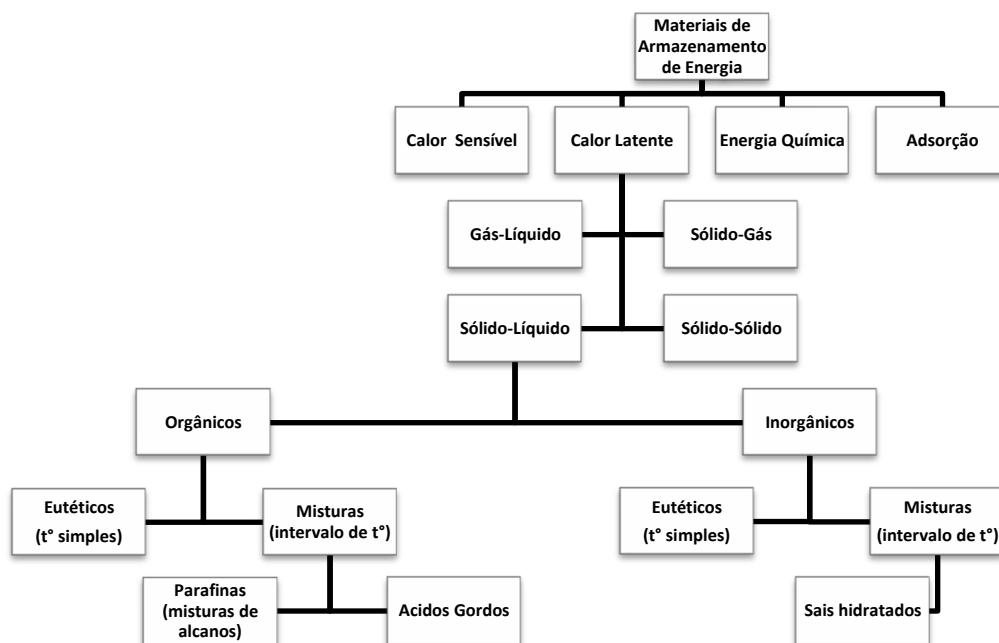 Materiais de
Armazenamento
de Energia
Calor Sensível
Calor Latente
Energia Química
Adsorção
Gás-Líquido
Sólido-Gás
Sólido-Líquido
Sólido-Sólido
Orgânicos
Inorgânicos
Eutéticos
(t° simples)
Misturas
(intervalo de t°)
Eutéticos
(t° simples)
Misturas
(intervalo de t°)
Parafinas
(misturas de
alcanos)
Acidos Gordos
Sais hidratados